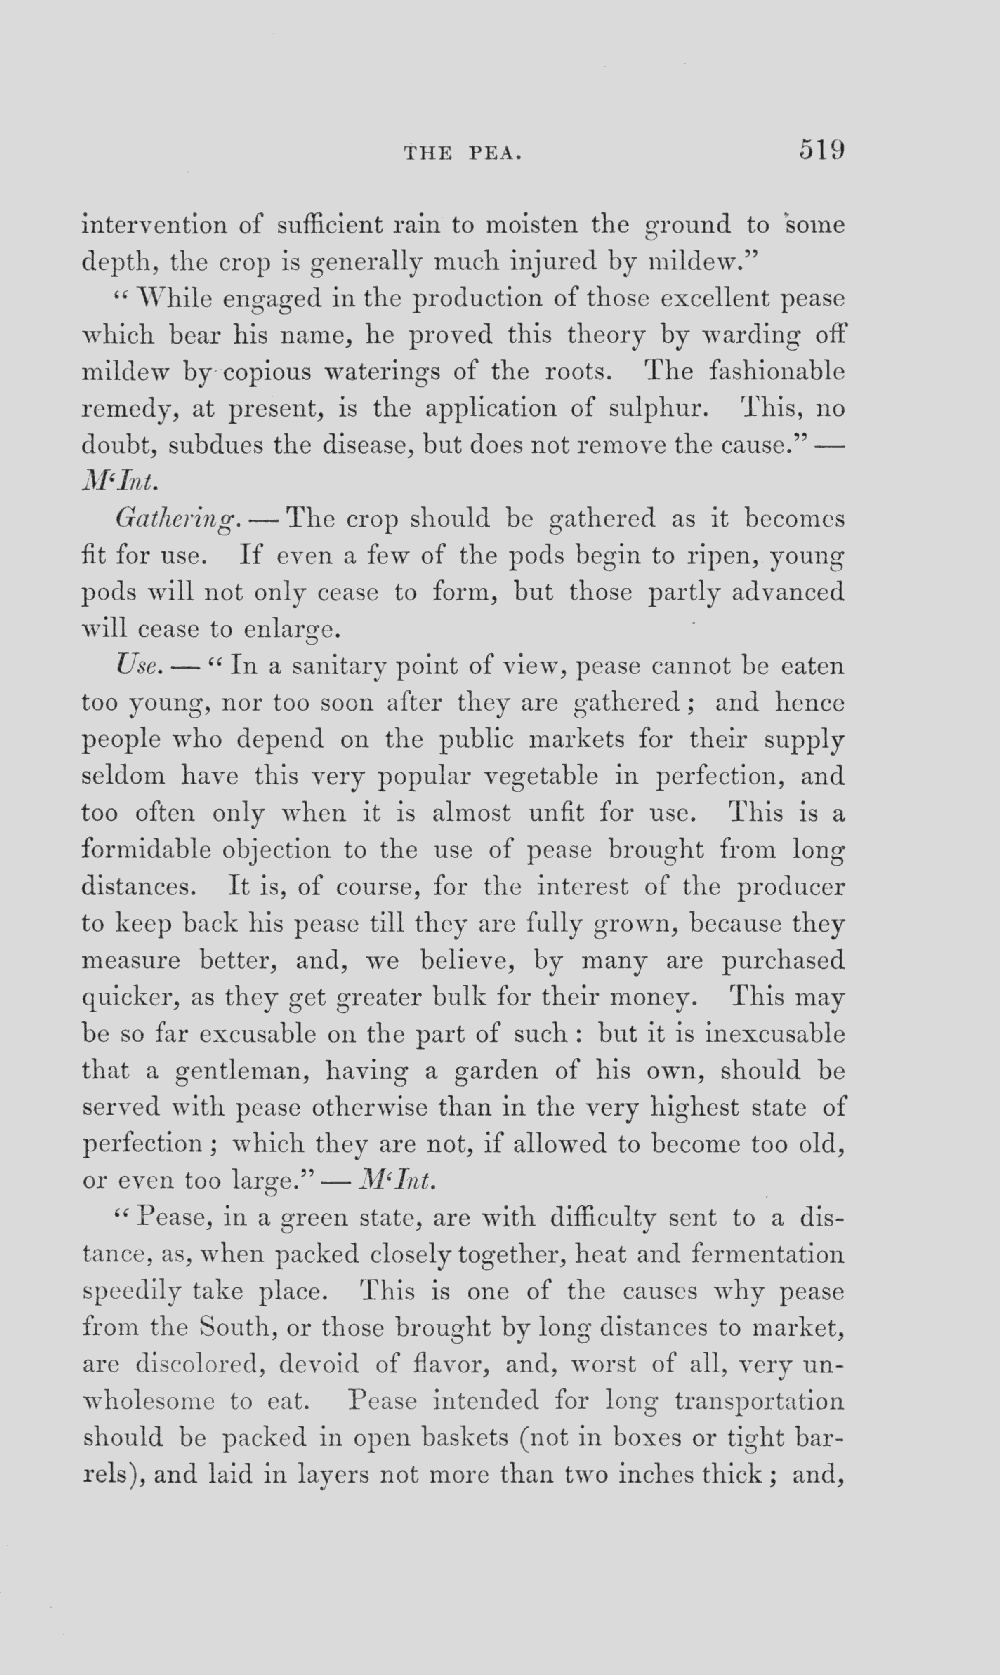 THE PEA. 519
intervention of sufficient rain to moisten the ground to some
depth, the crop is generally much injured by mildew.”
“ While engaged in the production of those excellent pease
which bear his name, he proved this theory by warding off
mildew by copious waterings of the roots. The fashionable
remedy, at present, is the application of sulphur. This, no
doubt, subdues the disease, but does not remove the cause.” —
M‘Int.
Gathering. — The crop should be gathered as it becomes
fit for use. If even a few of the pods begin to ripen, young
pods will not only cease to form, but those partly advanced
will cease to enlarge.
Use. — “ In a sanitary point of view, pease cannot be eaten
too young, nor too soon after they are gathered ; and hence
people who depend on the public markets for their supply
seldom have this very popular vegetable in perfection, and
too often only when it is almost unfit for use. This is a
formidable objection to the use of pease brought from long
distances. It is, of course, for the interest of the producer
to keep back his pease till they are fully grown, because they
measure better, and, we believe, by many are purchased
quicker, as they get greater bulk for their money. This may
be so far excusable on the part of such : but it is inexcusable
that a gentleman, having a garden of his own, should be
served with pease otherwise than in the very highest state of
perfection ; which they are not, if allowed to become too old,
or even too large.” — M‘Int.
“ Pease, in a green state, are with difficulty sent to a dis-
tance, as, when packed closely together, heat and fermentation
speedily take place. This is one of the causes why pease
from the South, or those brought by long distances to market,
are discolored, devoid of flavor, and, worst of all, very un-
wholesome to eat. Pease intended for long transportation
should be packed in open baskets (not in boxes or tight bar-
rels), and laid in layers not more than two inches thick ; and,